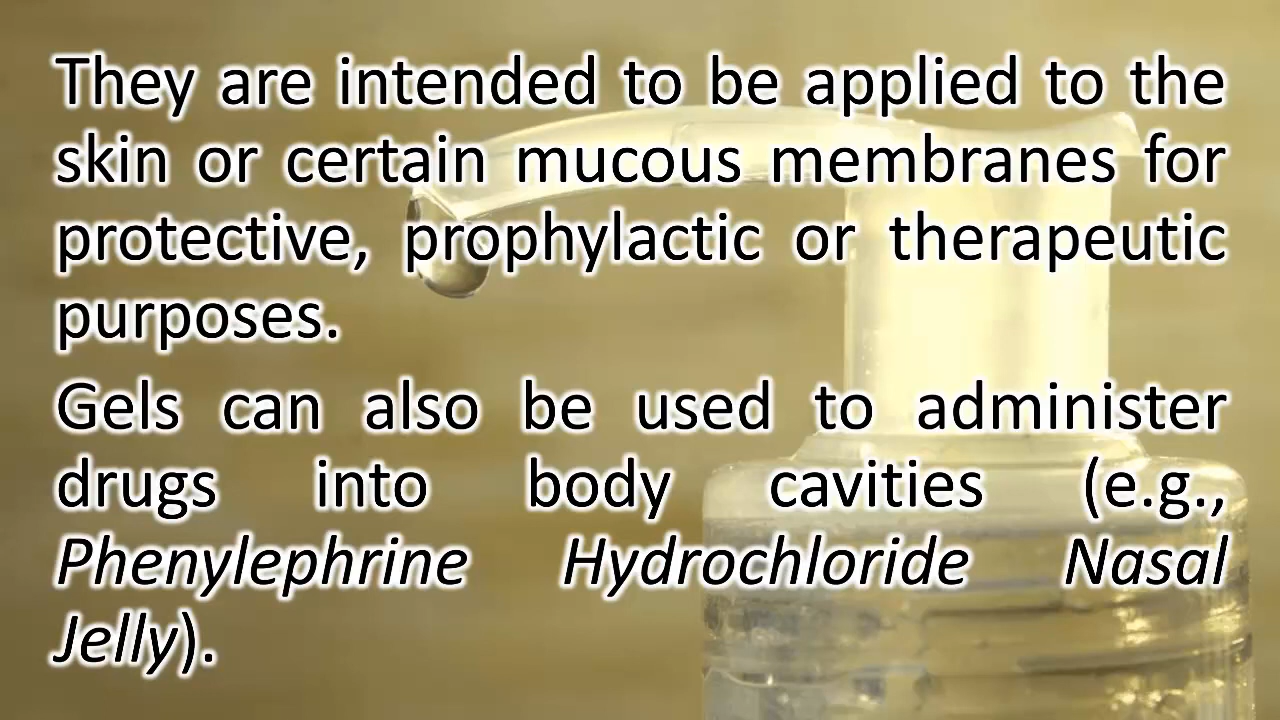 They are intended to be applied to the
skin or certain mucous membranes for
protective, prophylactic or therapeutic
purposes.
Gels can also be used to administer
drugs into body cavities (e.g.,
Phenylephrine Hydrochloride Nasal
Jelly).